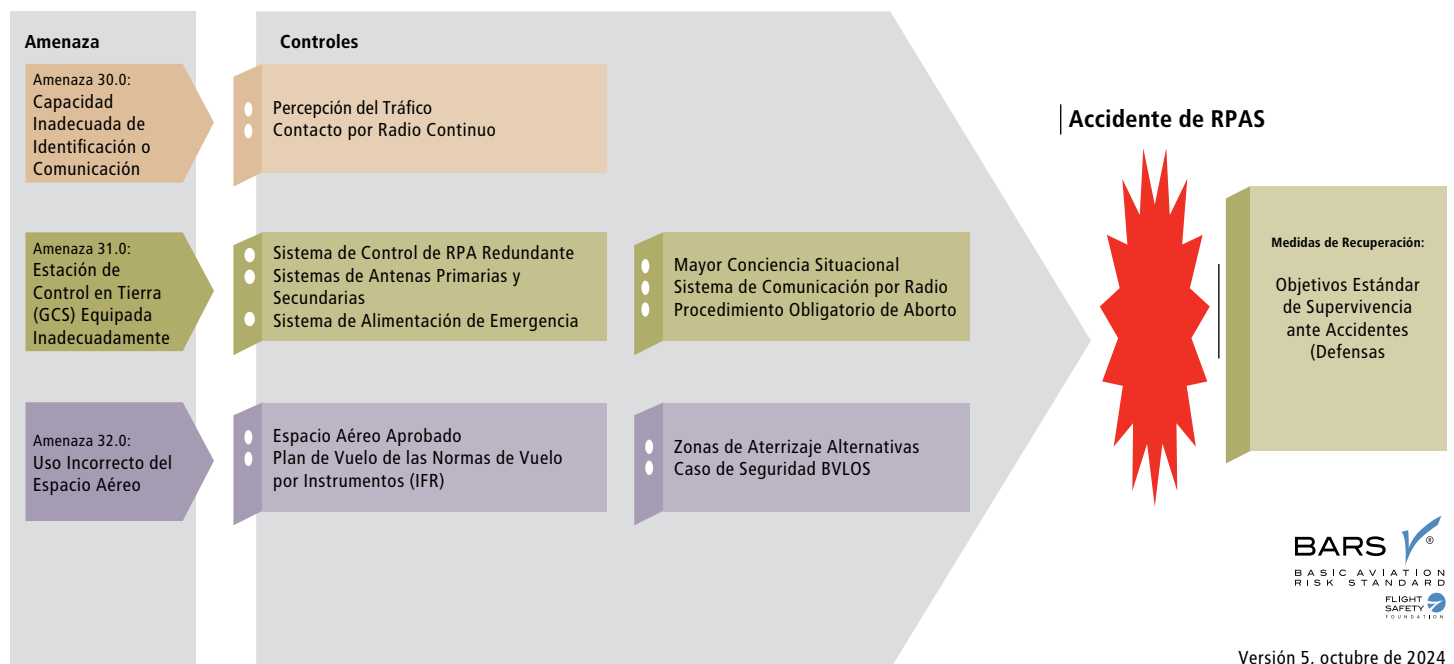 Amenaza
Controles
Amenaza 30.0:
Capacidad
Inadecuada de
Identificación o
Comunicación
Percepción del Tráfico
Contacto por Radio Continuo
Amenaza 31.0:
Estación de
Control en Tierra
(GCS) Equipada
Inadecuadamente
Sistema de Control de RPA Redundante
Sistemas de Antenas Primarias y
Secundarias
Sistema de Alimentación de Emergencia
Mayor Conciencia Situacional
Sistema de Comunicación por Radio
Procedimiento Obligatorio de Aborto
Amenaza 32.0:
Uso Incorrecto del
Espacio Aéreo
Espacio Aéreo Aprobado
Plan de Vuelo de las Normas de Vuelo
por Instrumentos (IFR)
Zonas de Aterrizaje Alternativas
Caso de Seguridad BVLOS
Accidente de RPAS
Medidas de Recuperación:
Objetivos Estándar
de Supervivencia
ante Accidentes
(Defensas
BARS ®
BASIC AVIATION
RISK STANDARD
FLIGHT
SAFETY
FOUNDATION
Versión 5, octubre de 2024